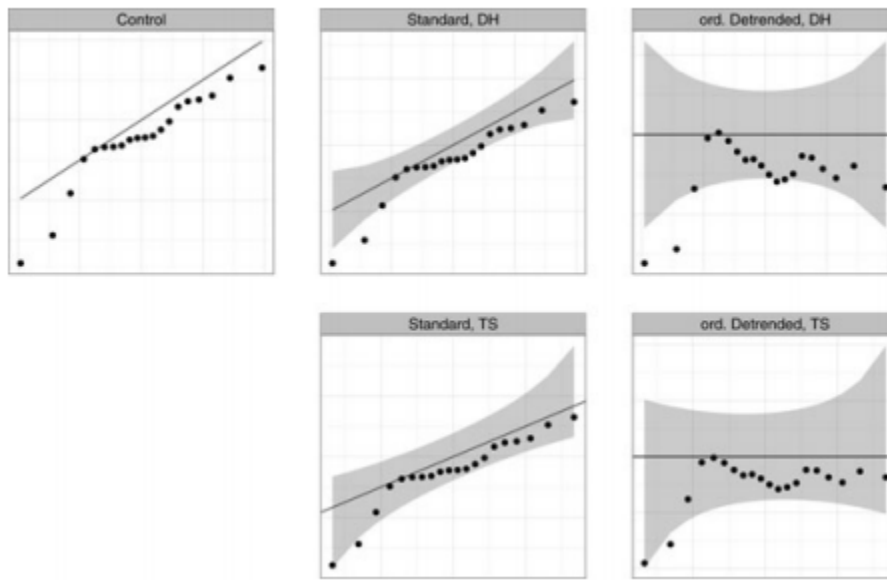 Control
Standard, DH
ord. Detrended, DH
Standard, TS
ord. Detrended, TS